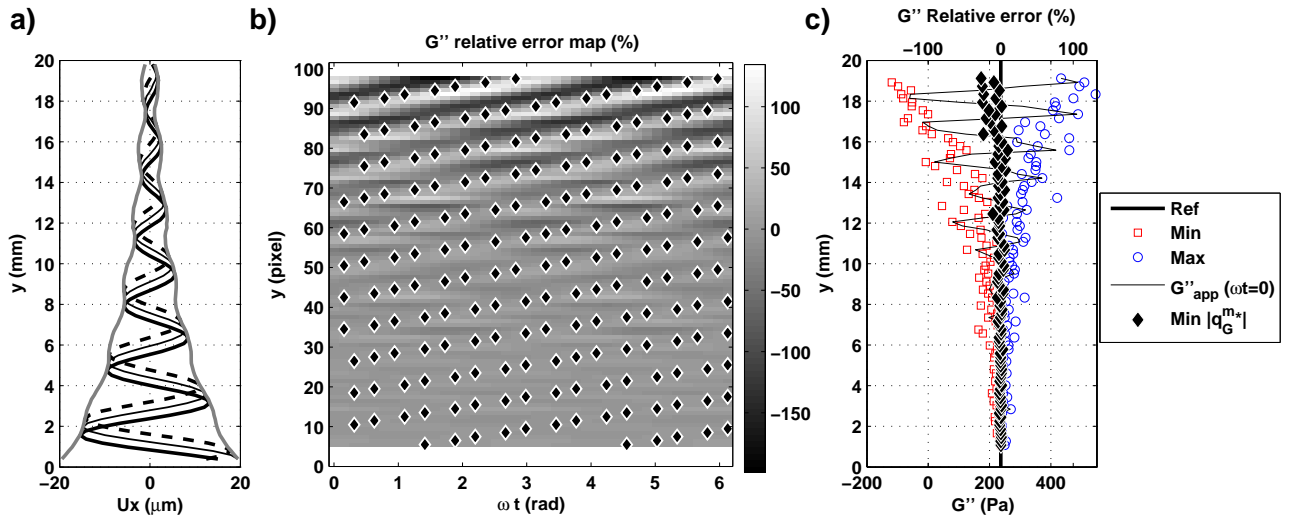 a)
b)
c)
G'' Relative error (%)
G'' relative error map (%)
−100 0 100
20
18
16
14
12
10
8
6
4
2
0
y (mm)
−20 0 20
Ux (μm)
100
90
80
70
60
50
40
30
20
10
0
y (pixel)
0 1 2 3 4 5 6
ω t (rad)
100
50
0
−50
−100
−150
20
18
16
14
12
10
8
6
4
2
0
y (mm)
0 200 400
G'' (Pa)
Ref
Min
Max
G''app (ωt=0)
Min |q_G^m*|